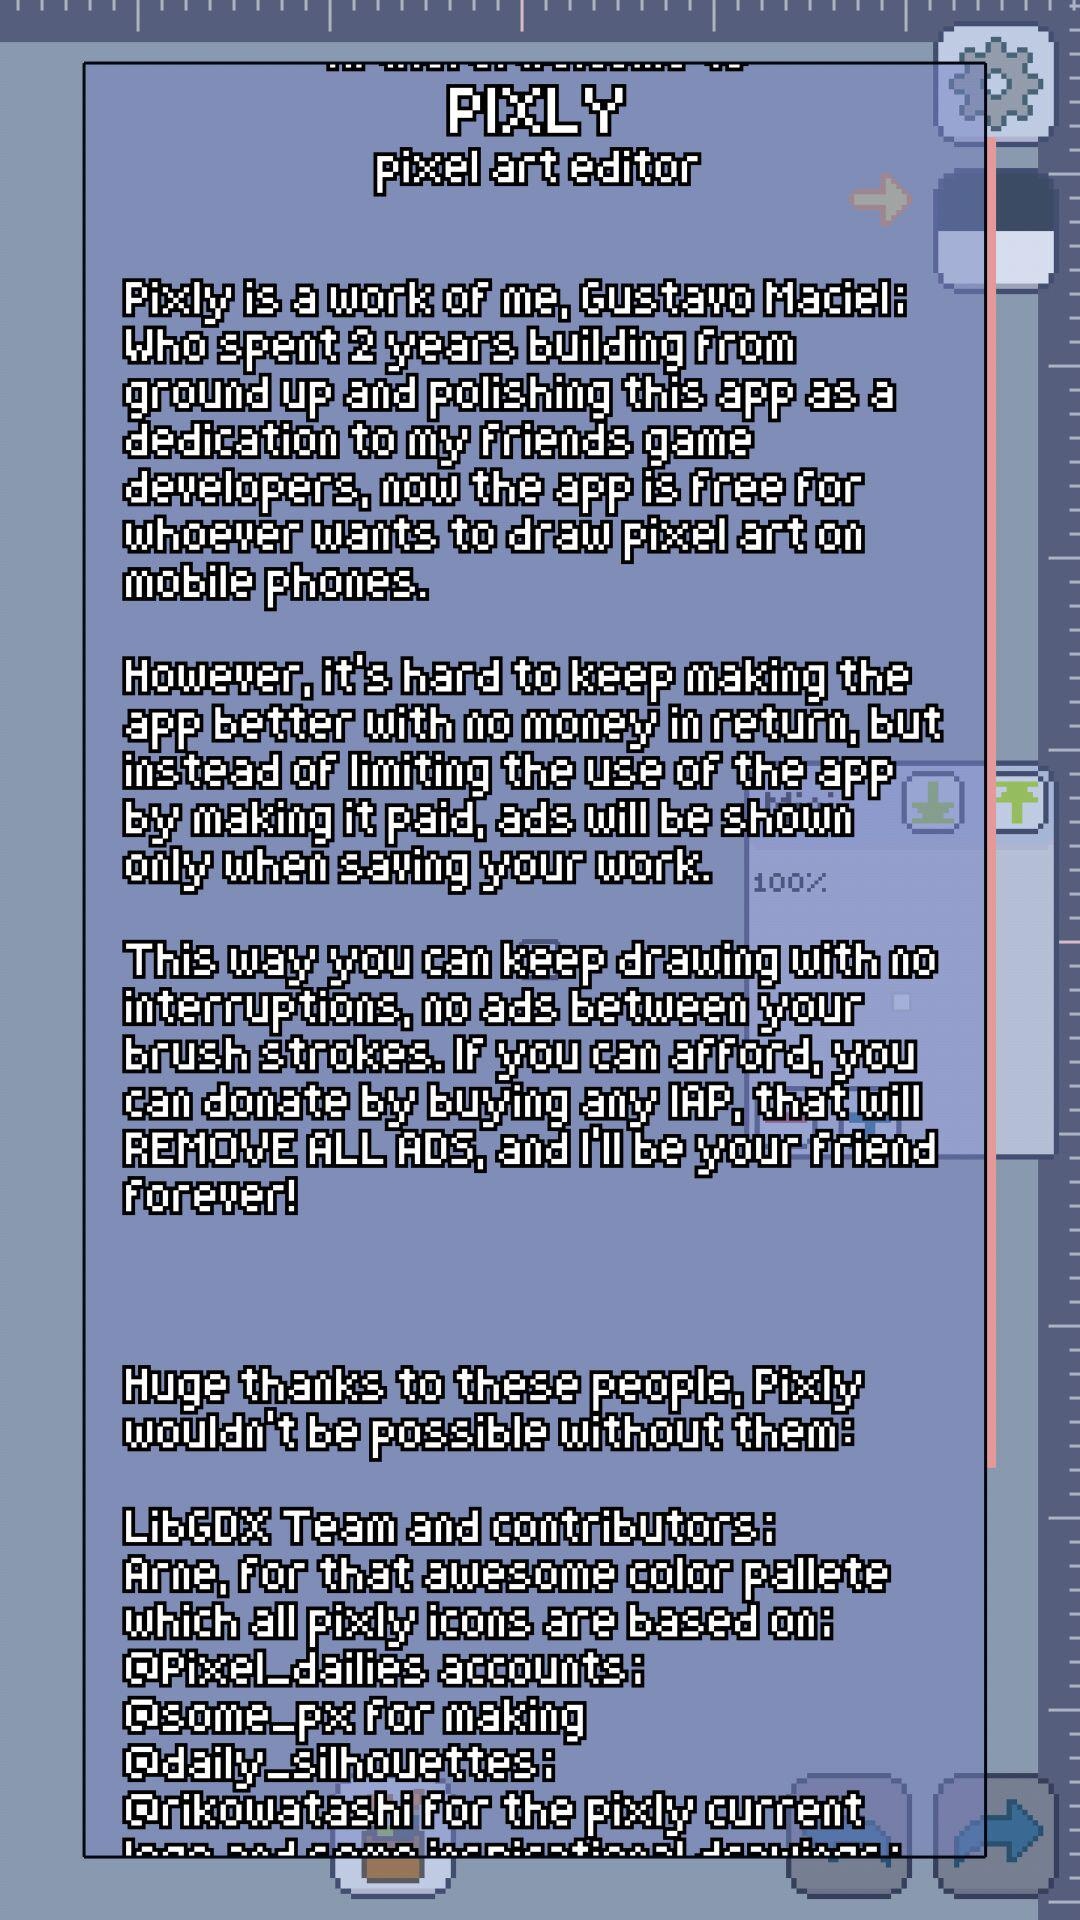 PIXLY
pixel art editor
Pixly is a work of me, Gustavo Maciel;
Who spent 2 years building from
ground up and polishing this app as a
dedication to my friends game
developers, now the app is free for
whoever wants to draw pixel art on
mobile phones.
However, it's hard to keep making the
app better with no money in return, but
instead of limiting the use of the app
by making it paid, ads will be shown
only when saving your work.
100%
This way you can keep drawing with no
interruptions, no ads between your
brush strokes. If you can afford, you
can donate by buying any IAP, that will
REMOVE ALL ADS, and I'll be your friend
forever!
Huge thanks to these people, Pixly
wouldn't be possible without them:
LibGDX Team and contributors;
Arne, for that awesome color pallete
which all pixly icons are based on;
@Pixel_dailies accounts;
@some_px for making
@daily_silhouettes;
@rikowatashi for the pixly current
logo and some inspirational drawings;